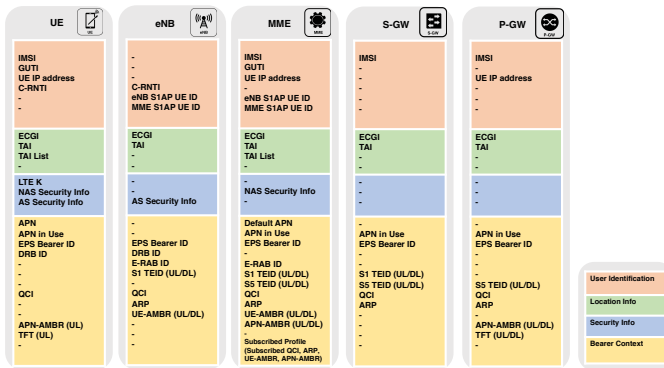 UE
UE
IMSI
GUTI
UE IP address
C-RNTI
-
-
ECGI
TAI
TAI List
-
LTE K
NAS Security Info
AS Security Info
APN
APN in Use
EPS Bearer ID
DRB ID
-
-
-
QCI
-
-
APN-AMBR (UL)
TFT (UL)
-
eNB
eNB
-
-
-
C-RNTI
eNB S1AP UE ID
MME S1AP UE ID
ECGI
TAI
-
-
-
-
AS Security Info
-
-
EPS Bearer ID
DRB ID
E-RAB ID
S1 TEID (UL/DL)
-
QCI
ARP
UE-AMBR (UL/DL)
-
-
-
MME
MME
IMSI
GUTI
UE IP address
-
eNB S1AP UE ID
MME S1AP UE ID
ECGI
TAI
TAI List
-
-
NAS Security Info
-
Default APN
APN in Use
EPS Bearer ID
-
E-RAB ID
S1 TEID (UL/DL)
S5 TEID (UL/DL)
QCI
ARP
UE-AMBR (UL/DL)
APN-AMBR (UL/DL)
-
Subscribed Profile
(Subscribed QCI, ARP,
UE-AMBR, APN-AMBR)
S-GW
S-GW
IMSI
-
-
-
-
-
ECGI
TAI
-
-
-
-
-
-
APN in Use
EPS Bearer ID
-
-
S1 TEID (UL/DL)
S5 TEID (UL/DL)
QCI
ARP
-
-
-
-
P-GW
P-GW
IMSI
-
UE IP address
-
-
-
ECGI
TAI
-
-
-
-
-
-
APN in Use
EPS Bearer ID
-
-
-
S5 TEID (UL/DL)
QCI
ARP
-
APN-AMBR (UL/DL)
TFT (UL/DL)
-
User Identification
Location Info
Security Info
Bearer Context